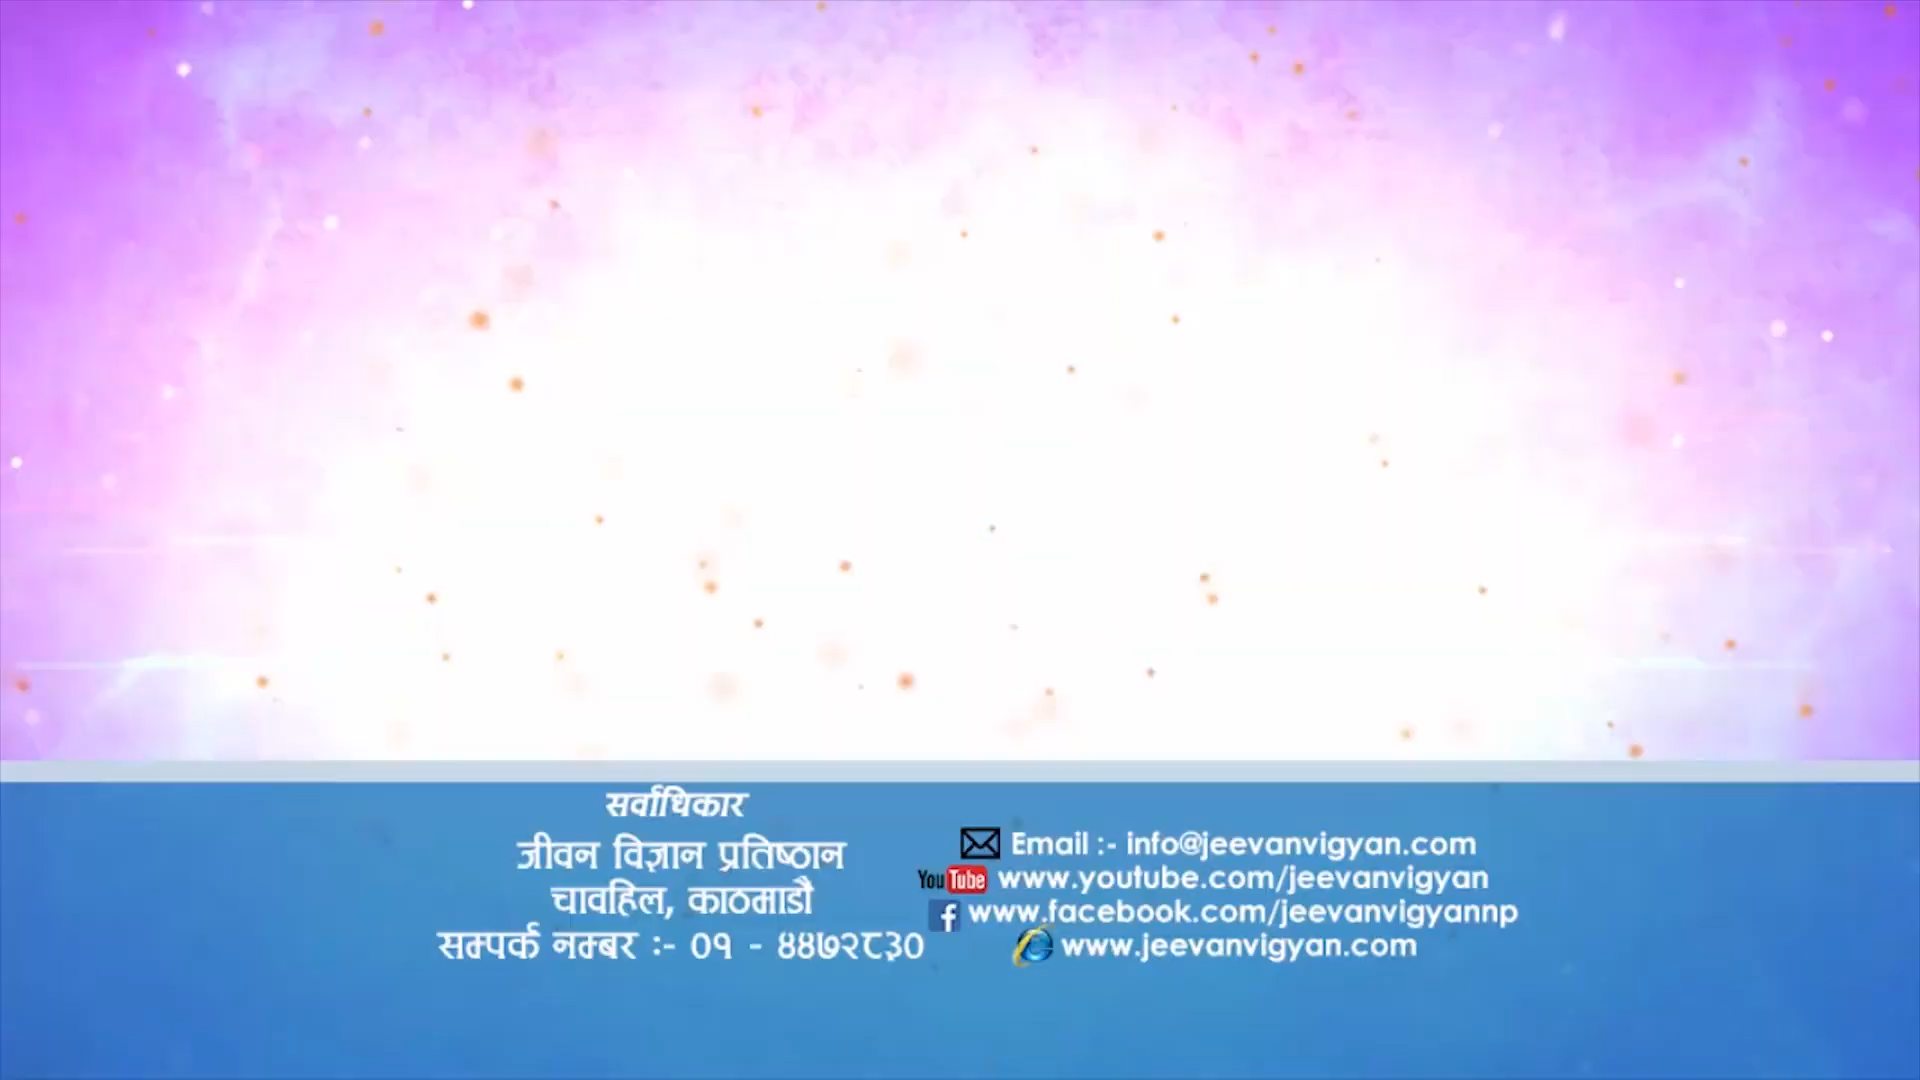 सर्वाधिकार
जीवन विज्ञान प्रतिष्ठान
चावहिल, काठमाडौ
सम्पर्क नम्बर :- ०१ - ४४७२८३०
Email :- info@jeevanvigyan.com
YouTube www.youtube.com/jeevanvigyan
f www.facebook.com/jeevanvigyannp
www.jeevanvigyan.com